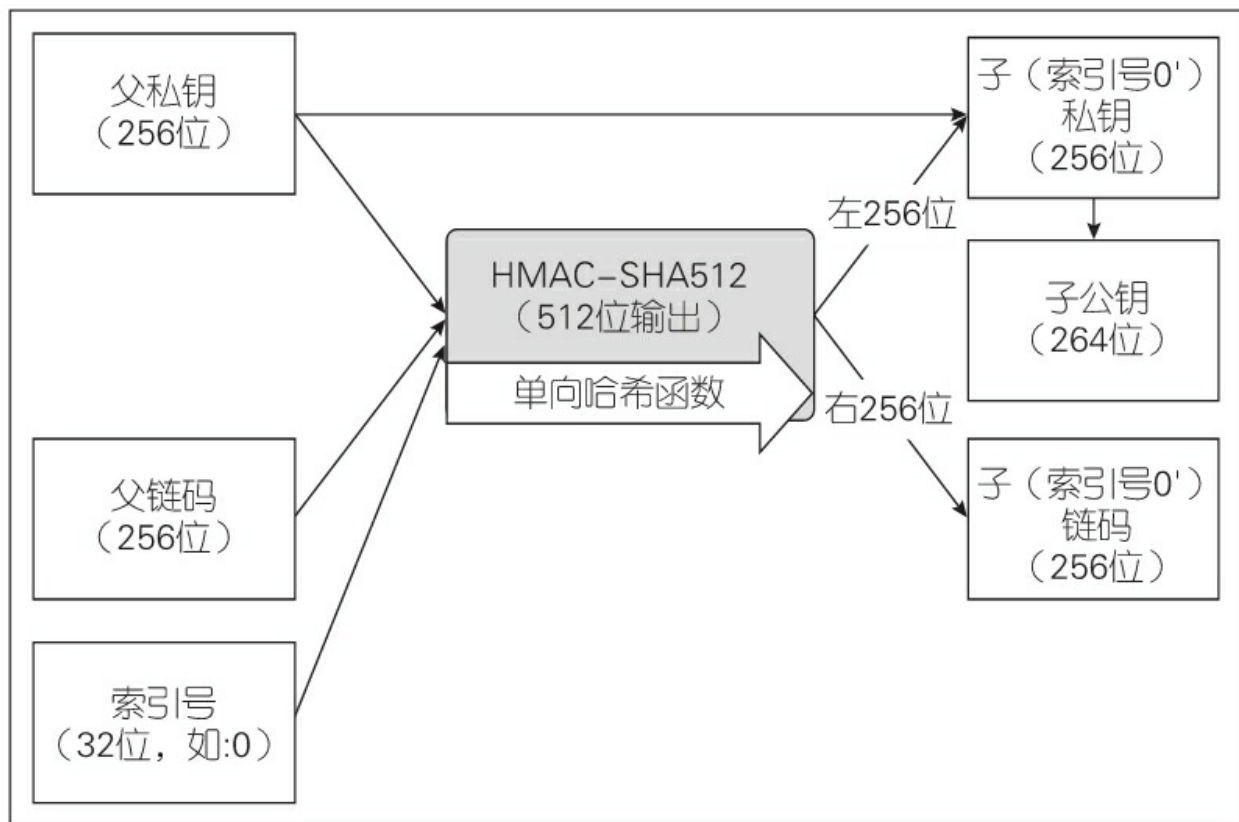 父私钥
（256位）
父链码
（256位）
索引号
（32位，如:0）
HMAC–SHA512
（512位输出）
单向哈希函数
左256位
右256位
子（索引号0'）
私钥
（256位）
子公钥
（264位）
子（索引号0'）
链码
（256位）